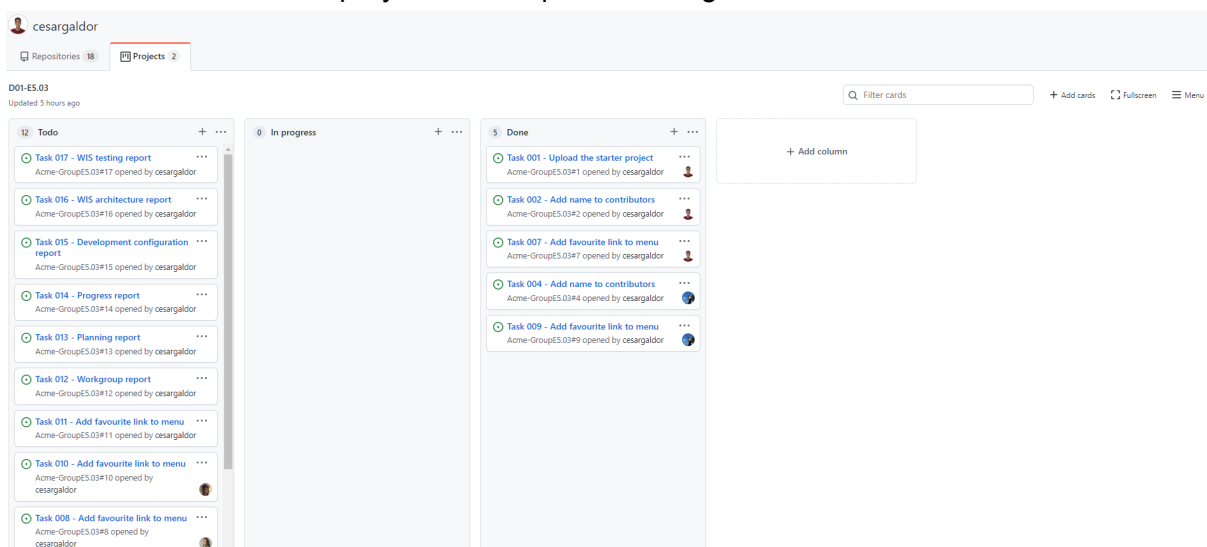 cesargaldor
Repositories 18
Projects 2
D01-E5.03
Updated 5 hours ago
Filter cards
+ Add cards
Fullscreen
Menu
12 Todo
Task 017 - WIS testing report
Acme-GroupE5.03#17 opened by cesargaldor
Task 016 - WIS architecture report
Acme-GroupE5.03#16 opened by cesargaldor
Task 015 - Development configuration
report
Acme-GroupE5.03#15 opened by cesargaldor
Task 014 - Progress report
Acme-GroupE5.03#14 opened by cesargaldor
Task 013 - Planning report
Acme-GroupE5.03#13 opened by cesargaldor
Task 012 - Workgroup report
Acme-GroupE5.03#12 opened by cesargaldor
Task 011 - Add favourite link to menu
Acme-GroupE5.03#11 opened by cesargaldor
Task 010 - Add favourite link to menu
Acme-GroupE5.03#10 opened by
cesargaldor
Task 008 - Add favourite link to menu
Acme-GroupE5.03#8 opened by
cesargaldor
0 In progress
5 Done
Task 001 - Upload the starter project
Acme-GroupE5.03#1 opened by cesargaldor
Task 002 - Add name to contributors
Acme-GroupE5.03#2 opened by cesargaldor
Task 007 - Add favourite link to menu
Acme-GroupE5.03#7 opened by cesargaldor
Task 004 - Add name to contributors
Acme-GroupE5.03#4 opened by cesargaldor
Task 009 - Add favourite link to menu
Acme-GroupE5.03#9 opened by cesargaldor
+ Add column